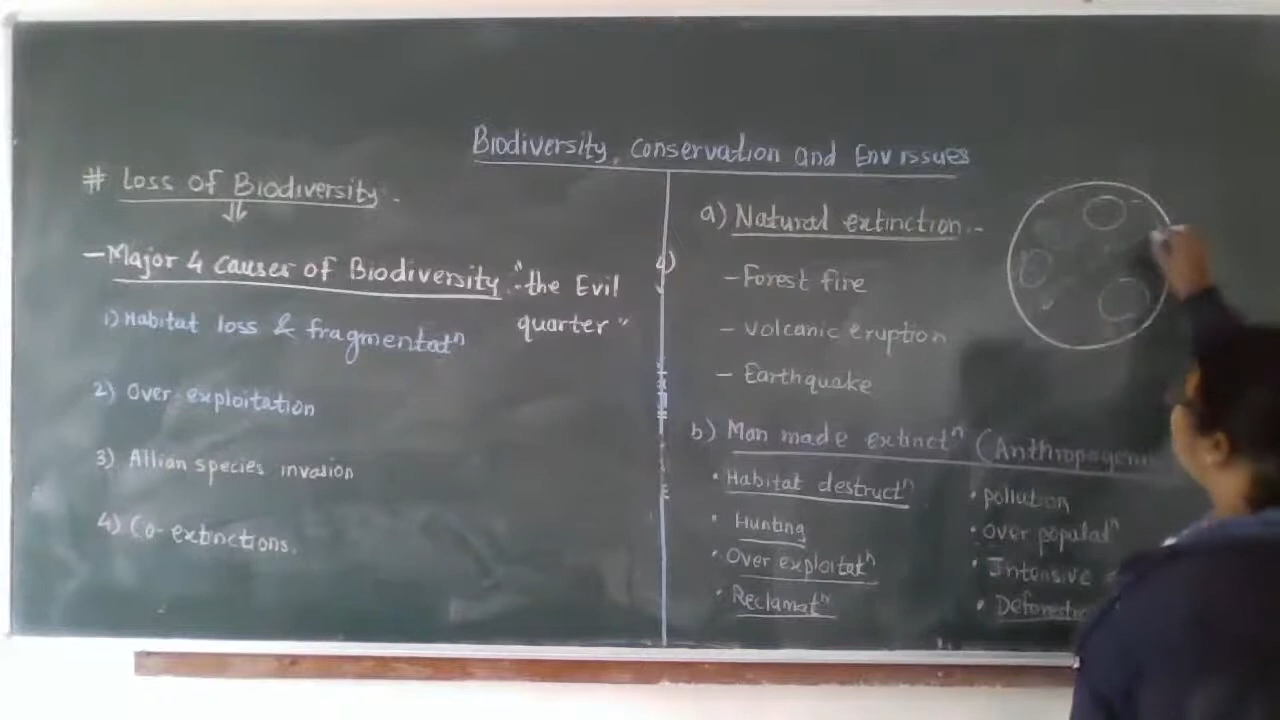 Biodiversity, Conservation and Env issues
# Loss of Biodiversity.
⇓
- Major 4 Causes of Biodiversity :- "the Evil
quarter"
1) Habitat loss & fragmentatⁿ
2) Over exploitation
3) Allian species invasion
4) Co-extinctions.
a) Natural extinction :-
- Forest fire
- Volcanic eruption
- Earthquake
b) Man made extinctⁿ (Anthropogeni
• Habitat destructⁿ
• Hunting
• Over exploitatⁿ
• Reclamatⁿ
• pollution
• Over populatⁿ
• Intensive